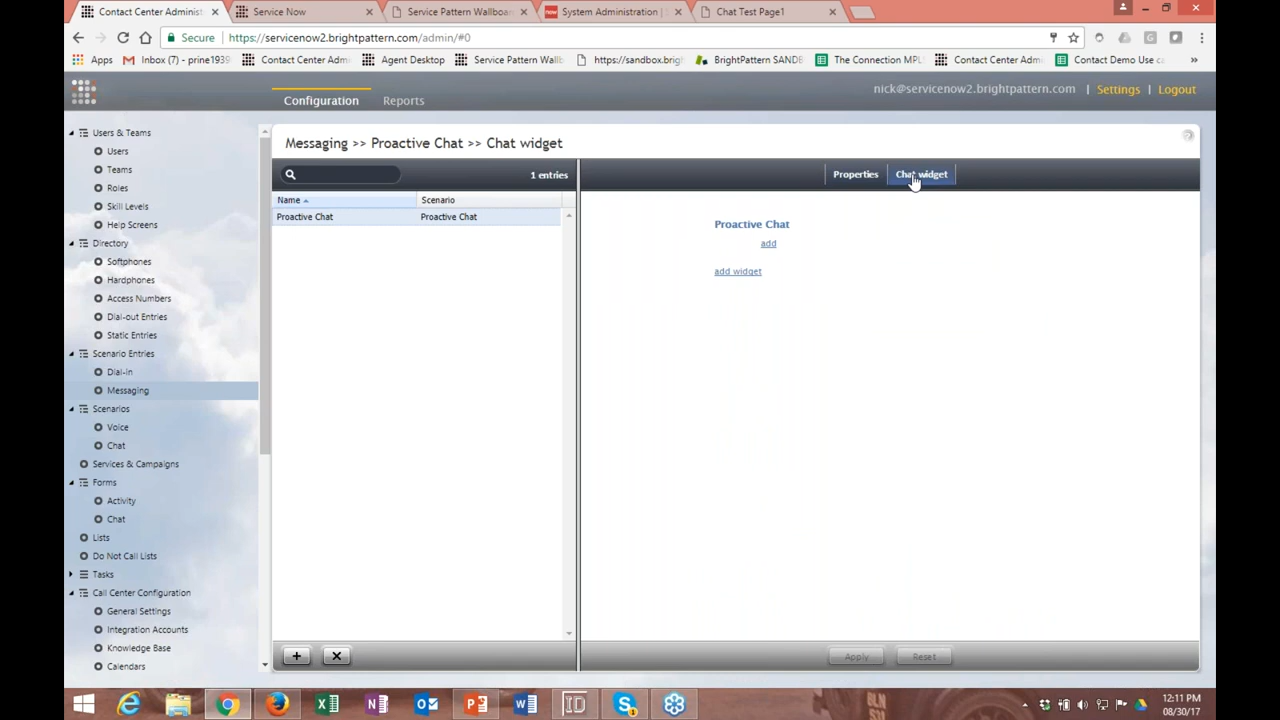 Contact Center Administ
Service Now
Service Pattern Wallboar
now System Administration |
Chat Test Page1
Secure https://servicenow2.brightpattern.com/admin/#0
Apps
Inbox (7) - prine1939
Contact Center Admi
Agent Desktop
Service Pattern Wallb
https://sandbox.brigh
BrightPattern SANDB
The Connection MPL
Contact Center Admi
Contact Demo Use ca
»
Configuration
Reports
nick@servicenow2.brightpattern.com | Settings | Logout
Users & Teams
Users
Teams
Roles
Skill Levels
Help Screens
Directory
Softphones
Hardphones
Access Numbers
Dial-out Entries
Static Entries
Scenario Entries
Dial-in
Messaging
Scenarios
Voice
Chat
Services & Campaigns
Forms
Activity
Chat
Lists
Do Not Call Lists
Tasks
Call Center Configuration
General Settings
Integration Accounts
Knowledge Base
Calendars
Messaging >> Proactive Chat >> Chat widget
1 entries
Name
Scenario
Proactive Chat
Proactive Chat
Properties
Chat widget
Proactive Chat
add
add widget
Apply
Reset
12:11 PM
08/30/17